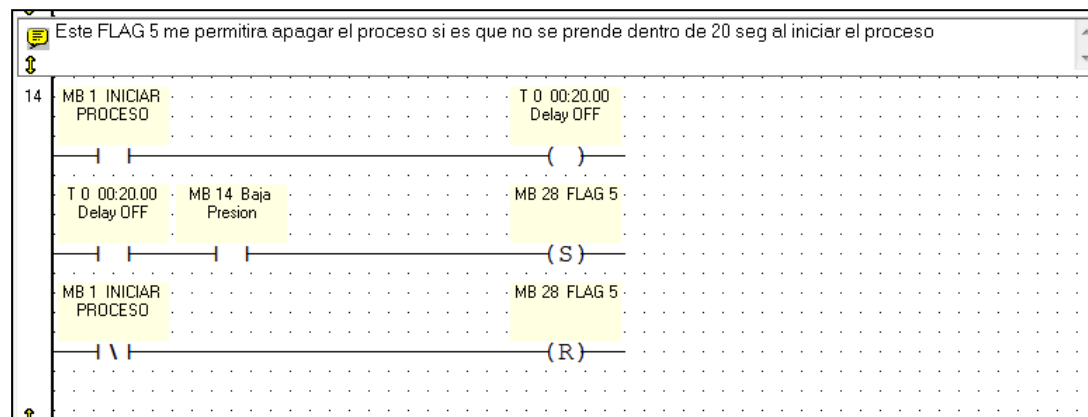 Este FLAG 5 me permitira apagar el proceso si es que no se prende dentro de 20 seg al iniciar el proceso
14
MB 1 INICIAR
PROCESO
T 0 00:20.00
Delay OFF
( )
T 0 00:20.00
Delay OFF
MB 14 Baja
Presion
MB 28 FLAG 5
(S)
MB 1 INICIAR
PROCESO
MB 28 FLAG 5
(R)